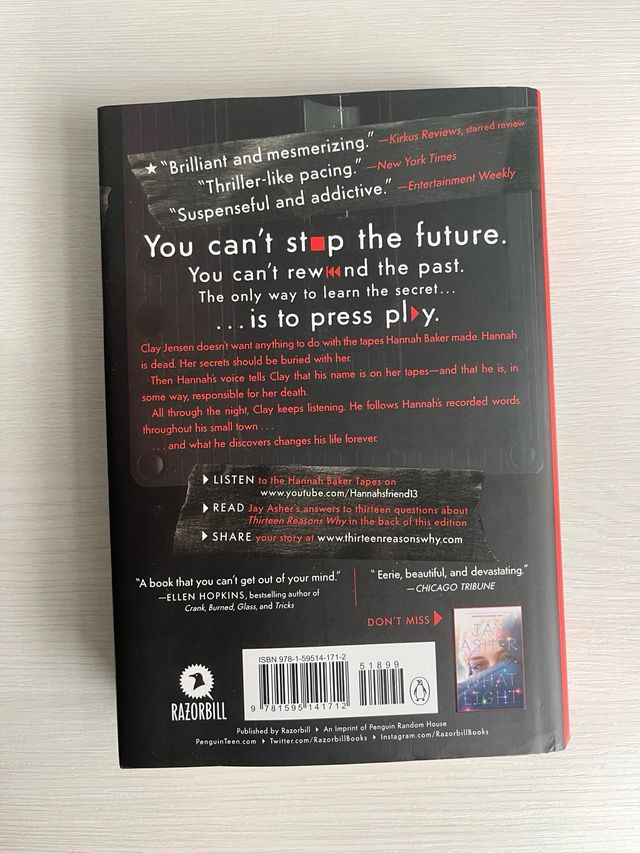 ★ “Brilliant and mesmerizing.” —Kirkus Reviews, starred review
“Thriller-like pacing.” —New York Times
“Suspenseful and addictive.” —Entertainment Weekly
You can’t st■p the future.
You can’t rew⏪nd the past.
The only way to learn the secret...
...is to press pl▶y.
Clay Jensen doesn’t want anything to do with the tapes Hannah Baker made. Hannah
is dead. Her secrets should be buried with her.
Then Hannah’s voice tells Clay that his name is on her tapes—and that he is, in
some way, responsible for her death.
All through the night, Clay keeps listening. He follows Hannah’s recorded words
throughout his small town . . .
. . . and what he discovers changes his life forever.
▶ LISTEN to the Hannah Baker Tapes on
www.youtube.com/Hannahsfriend13
▶ READ Jay Asher’s answers to thirteen questions about
Thirteen Reasons Why in the back of this edition
▶ SHARE your story at www.thirteenreasonswhy.com
“A book that you can’t get out of your mind.”
—ELLEN HOPKINS, bestselling author of
Crank, Burned, Glass, and Tricks
“Eerie, beautiful, and devastating.”
—CHICAGO TRIBUNE
DON’T MISS ▶
JAY
ASHER
WHAT
LIGHT
RAZORBILL
ISBN 978-1-59514-171-2
51899
9 781595 141712
Published by Razorbill ▶ An Imprint of Penguin Random House
PenguinTeen.com ▶ Twitter.com/RazorbillBooks ▶ Instagram.com/RazorbillBooks